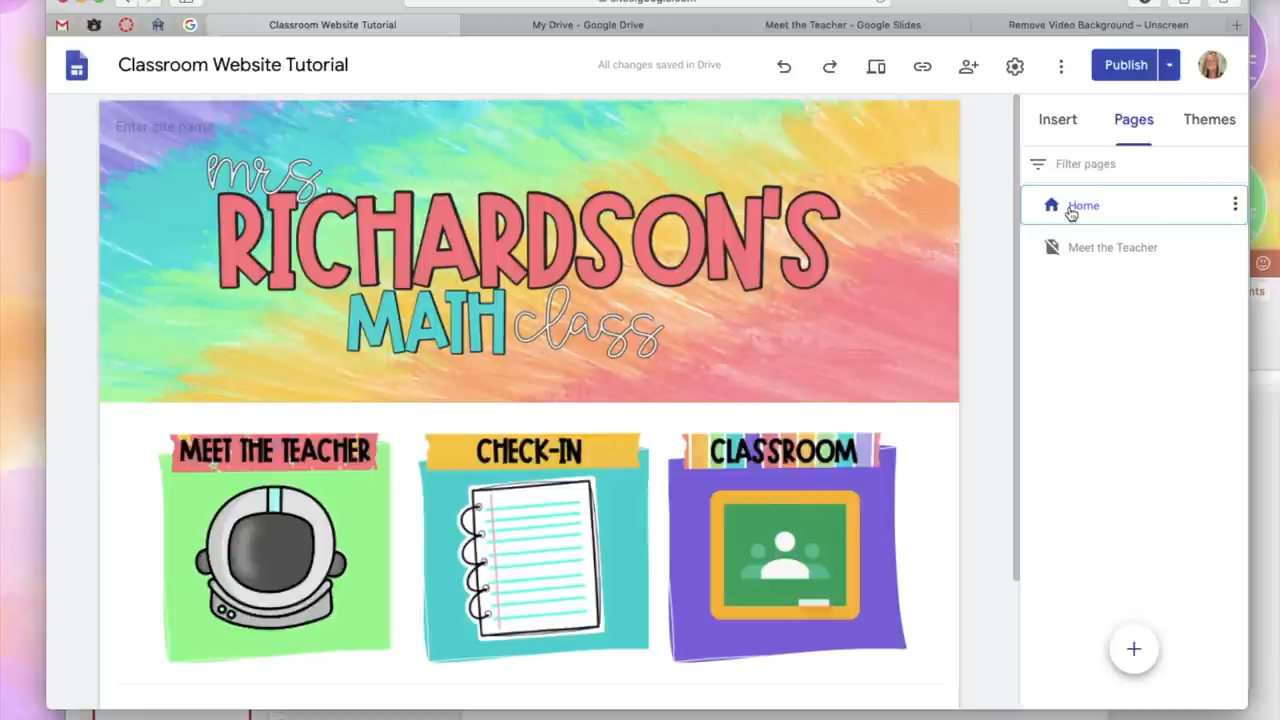 Classroom Website Tutorial
My Drive - Google Drive
Meet the Teacher - Google Slides
Remove Video Background – Unscreen
Classroom Website Tutorial
All changes saved in Drive
Publish
Insert
Pages
Themes
Filter pages
Home
Meet the Teacher
Enter site name
mrs.
RICHARDSON'S
MATH class
MEET THE TEACHER
CHECK-IN
CLASSROOM